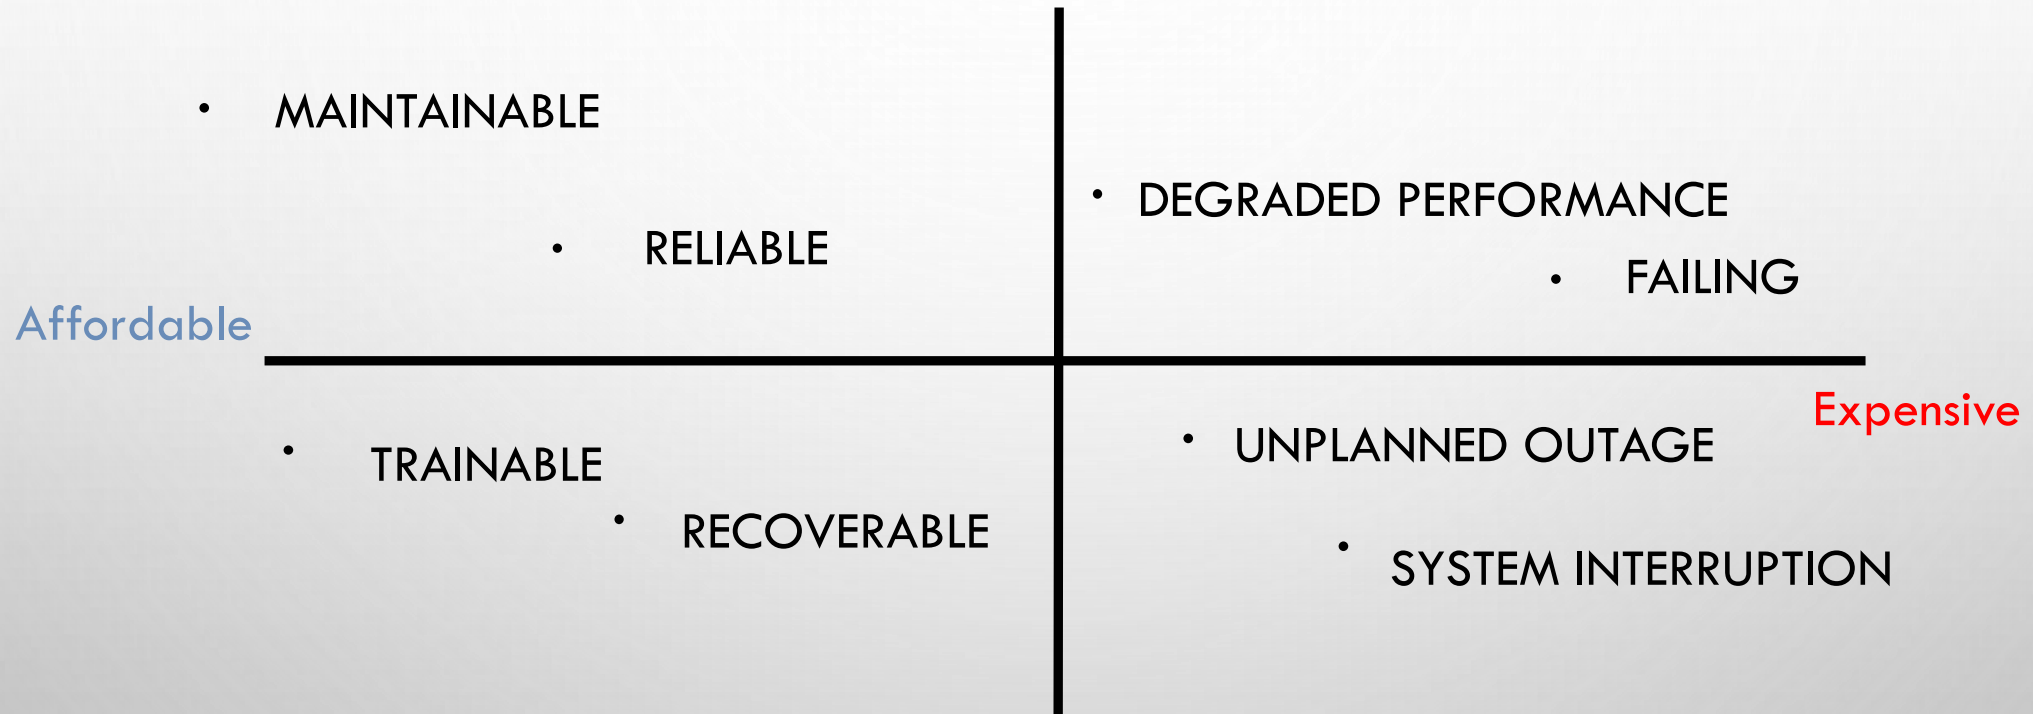 • MAINTAINABLE
• DEGRADED PERFORMANCE
• RELIABLE
• FAILING
Affordable
Expensive
• TRAINABLE
• UNPLANNED OUTAGE
• RECOVERABLE
• SYSTEM INTERRUPTION